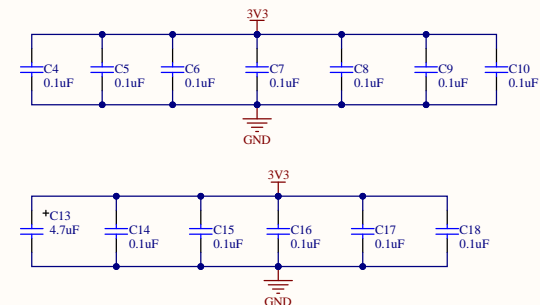 3V3
C4 C5 C6 C7 C8 C9 C10
0.1uF 0.1uF 0.1uF 0.1uF 0.1uF 0.1uF 0.1uF
GND
3V3
+C13 C14 C15 C16 C17 C18
4.7uF 0.1uF 0.1uF 0.1uF 0.1uF 0.1uF
GND